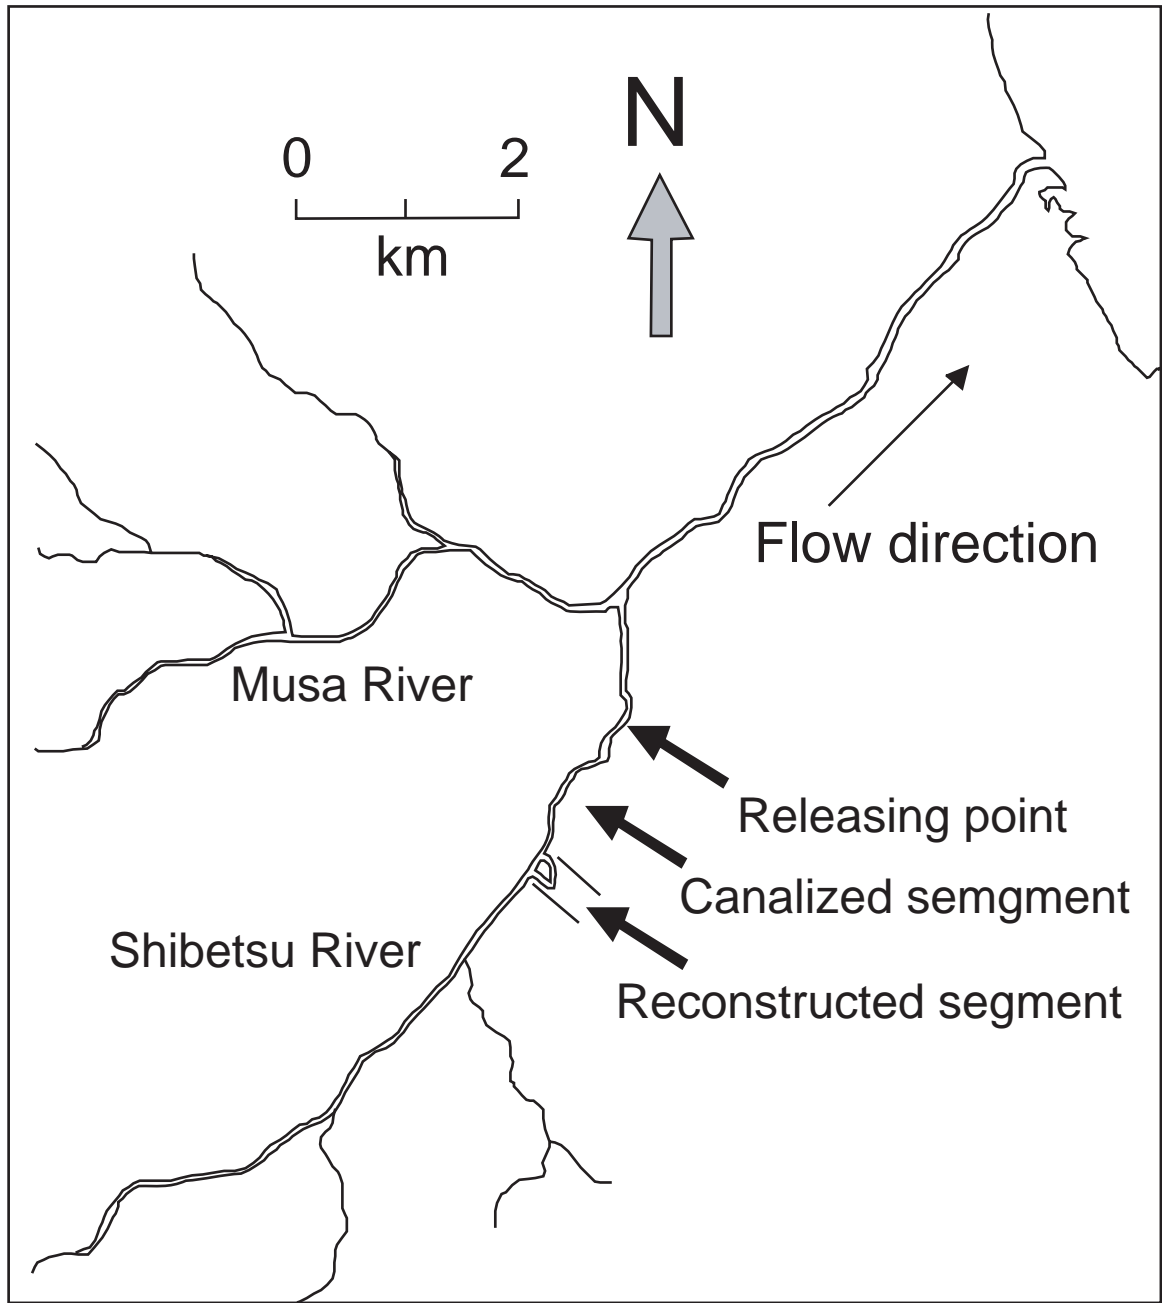 N
0 2
km
Flow direction
Musa River
Releasing point
Canalized semgment
Shibetsu River
Reconstructed segment